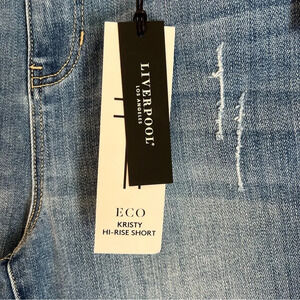 LIVERPOOL
LOS ANGELES
ECO
KRISTY
HI-RISE SHORT